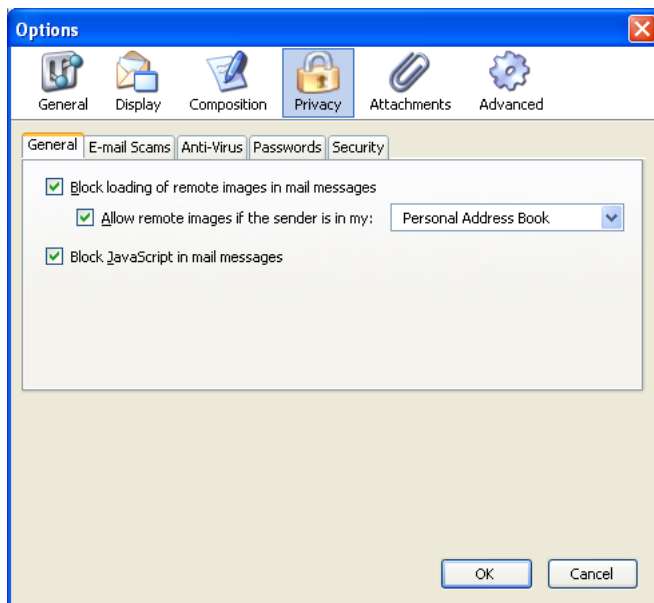 Options
General Display Composition Privacy Attachments Advanced
General E-mail Scams Anti-Virus Passwords Security
Block loading of remote images in mail messages
Allow remote images if the sender is in my: Personal Address Book
Block JavaScript in mail messages
OK Cancel